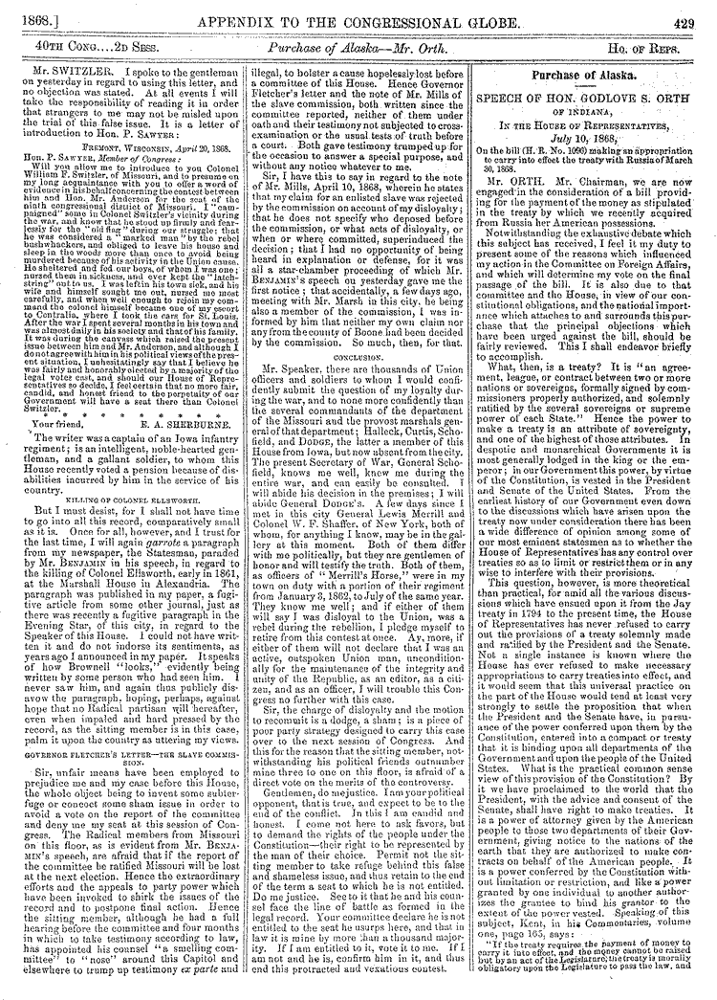 1868.] APPENDIX TO THE CONGRESSIONAL GLOBE. 429
40TH CONG....2D SESS. Purchase of Alaska—Mr. Orth. HO. OF REPS.
Mr. SWITZLER. I spoke to the gentleman
on yesterday in regard to using this letter, and
no objection was stated. At all events I will
take the responsibility of reading it in order
that strangers to me may not be misled upon
the trial of this false issue. It is a letter of
introduction to Hon. P. SAWYER:
FREMONT, WISCONSIN, April 20, 1868.
Hon. P. SAWYER, Member of Congress:
Will you allow me to introduce to you Colonel
William F. Switzler, of Missouri, and to presume on
my long acquaintance with you to offer a word of
evidence in his behalf concerning the contest between
him and Hon. Mr. Anderson for the seat of the
ninth congressional district of Missouri. I "cam-
paigned" some in Colonel Switzler's vicinity during
the war, and know that he stood up firmly and fear-
lessly for the "old flag" during our struggle; that
he was considered a "marked man" by the rebel
bushwhackers, and obliged to leave his house and
sleep in the woods more than once to avoid being
murdered because of his activity in the Union cause.
He sheltered and fed our boys, of whom I was one;
nursed them in sickness, and ever kept the "latch-
string" out to us. I was left in his town sick, and his
wife and himself sought me out, nursed me most
carefully, and when well enough to rejoin my com-
mand the colonel himself became one of my escort
to Centralia, where I took the cars for St. Louis.
After the war I spent several months in his town and
was almost daily in his society and that of his family.
It was during the canvass which raised the present
issue between him and Mr. Anderson, and although I
do not agree with him in his political views of the pres-
ent situation, I unhesitatingly say that I believe he
was fairly and honorably elected by a majority of the
legal votes cast, and should our House of Repre-
sentatives so decide, I feel certain that no more fair,
candid, and honest friend to the perpetuity of our
Government will have a seat there than Colonel
Switzler.
* * * * * * * *
Your friend, E. A. SHERBURNE.
The writer was a captain of an Iowa infantry
regiment; is an intelligent, noble-hearted gen-
tleman, and a gallant soldier, to whom this
House recently voted a pension because of dis-
abilities incurred by him in the service of his
country.
KILLING OF COLONEL ELLSWORTH.
But I must desist, for I shall not have time
to go into all this record, comparatively small
as it is. Once for all, however, and I trust for
the last time, I will again garrote a paragraph
from my newspaper, the Statesman, paraded
by Mr. BENJAMIN in his speech, in regard to
the killing of Colonel Ellsworth, early in 1861,
at the Marshall House in Alexandria. The
paragraph was published in my paper, a fugi-
tive article from some other journal, just as
there was recently a fugitive paragraph in the
Evening Star, of this city, in regard to the
Speaker of this House. I could not have writ-
ten it and do not indorse its sentiments, as
years ago I announced in my paper. It speaks
of how Brownell "looks," evidently being
written by some person who had seen him. I
never saw him, and again thus publicly dis-
avow the paragraph, hoping, perhaps, against
hope that no Radical partisan will hereafter,
even when impaled and hard pressed by the
record, as the sitting member is in this case,
palm it upon the country as uttering my views.
GOVERNOR FLETCHER'S LETTER—THE SLAVE COMMIS-
SION.
Sir, unfair means have been employed to
prejudice me and my case before this House,
the whole object being to invent some subter-
fuge or concoct some sham issue in order to
avoid a vote on the report of the committee
and deny me my seat at this session of Con-
gress. The Radical members from Missouri
on this floor, as is evident from Mr. BENJA-
MIN's speech, are afraid that if the report of
the committee be ratified Missouri will be lost
at the next election. Hence the extraordinary
efforts and the appeals to party power which
have been invoked to shirk the issues of the
record and to postpone final action. Hence
the sitting member, although he had a full
hearing before the committee and four months
in which to take testimony according to law,
has appointed his counsel "a smelling com-
mittee" to "nose" around this Capitol and
elsewhere to trump up testimony ex parte and
illegal, to bolster a cause hopelessly lost before
a committee of this House. Hence Governor
Fletcher's letter and the note of Mr. Mills of
the slave commission, both written since the
committee reported, neither of them under
oath and their testimony not subjected to cross-
examination or the usual tests of truth before
a court. Both gave testimony trumped up for
the occasion to answer a special purpose, and
without any notice whatever to me.
Sir, I have this to say in regard to the note
of Mr. Mills, April 10, 1868, wherein he states
that my claim for an enlisted slave was rejected
by the commission on account of my disloyalty;
that he does not specify who deposed before
the commission, or what acts of disloyalty, or
when or where committed, superinduced the
decision; that I had no opportunity of being
heard in explanation or defense, for it was
all a star-chamber proceeding of which Mr.
BENJAMIN's speech on yesterday gave me the
first notice; that accidentally, a few days ago,
meeting with Mr. Marsh in this city, he being
also a member of the commission, I was in-
formed by him that neither my own claim nor
any from the county of Boone had been decided
by the commission. So much, then, for that.
CONCLUSION.
Mr. Speaker, there are thousands of Union
officers and soldiers to whom I would confi-
dently submit the question of my loyalty dur-
ing the war, and to none more confidently than
the several commandants of the department
of the Missouri and the provost marshals gen-
eral of that department; Halleck, Curtis, Scho-
field, and DODGE, the latter a member of this
House from Iowa, but now absent from the city.
The present Secretary of War, General Scho-
field, knows me well, knew me during the
entire war, and can easily be consulted. I
will abide his decision in the premises; I will
abide General DODGE'S. A few days since I
met in this city General Lewis Merrill and
Colonel W. F. Shaffer, of New York, both of
whom, for anything I know, may be in the gal-
lery at this moment. Both of them differ
with me politically, but they are gentlemen of
honor and will testify the truth. Both of them,
as officers of "Merrill's Horse," were in my
town on duty with a portion of their regiment
from January 3, 1862, to July of the same year.
They know me well; and if either of them
will say I was disloyal to the Union, was a
rebel during the rebellion, I pledge myself to
retire from this contest at once. Ay, more, if
either of them will not declare that I was an
active, outspoken Union man, uncondition-
ally for the maintenance of the integrity and
unity of the Republic, as an editor, as a citi-
zen, and as an officer, I will trouble this Con-
gress no further with this case.
Sir, the charge of disloyalty and the motion
to recommit is a dodge, a sham; is a piece of
poor party strategy designed to carry this case
over to the next session of Congress. And
this for the reason that the sitting member, not-
withstanding his political friends outnumber
mine three to one on this floor, is afraid of a
direct vote on the merits of the controversy.
Gentlemen, do me justice. I am your political
opponent, that is true, and expect to be to the
end of the conflict. In this I am candid and
honest. I come not here to ask favors, but
to demand the rights of the people under the
Constitution—their right to be represented by
the man of their choice. Permit not the sit-
ting member to take refuge behind this false
and shameless issue, and thus retain to the end
of the term a seat to which he is not entitled.
Do me justice. See to it that he and his coun-
sel face the line of battle as formed in the
legal record. Your committee declare he is not
entitled to the seat he usurps here, and that in
law it is mine by more than a thousand major-
ity. If I am entitled to it, vote it to me. If I
am not and he is, confirm him in it, and thus
end this protracted and vexatious contest.
Purchase of Alaska.
SPEECH OF HON. GODLOVE S. ORTH
OF INDIANA,
IN THE HOUSE OF REPRESENTATIVES,
July 10, 1868,
On the bill (H. R. No. 1096) making an appropriation
to carry into effect the treaty with Russia of March
30, 1868.
Mr. ORTH. Mr. Chairman, we are now
engaged in the consideration of a bill provid-
ing for the payment of the money as stipulated
in the treaty by which we recently acquired
from Russia her American possessions.
Notwithstanding the exhaustive debate which
this subject has received, I feel it my duty to
present some of the reasons which influenced
my action in the Committee on Foreign Affairs,
and which will determine my vote on the final
passage of the bill. It is also due to that
committee and the House, in view of our con-
stitutional obligations, and the national import-
ance which attaches to and surrounds this pur-
chase that the principal objections which
have been urged against the bill, should be
fairly reviewed. This I shall endeavor briefly
to accomplish.
What, then, is a treaty? It is "an agree-
ment, league, or contract between two or more
nations or sovereigns, formally signed by com-
missioners properly authorized, and solemnly
ratified by the several sovereigns or supreme
power of each State." Hence the power to
make a treaty is an attribute of sovereignty,
and one of the highest of those attributes. In
despotic and monarchical Governments it is
most generally lodged in the king or the em-
peror; in our Government this power, by virtue
of the Constitution, is vested in the President
and Senate of the United States. From the
earliest history of our Government even down
to the discussions which have arisen upon the
treaty now under consideration there has been
a wide difference of opinion among some of
our most eminent statesmen as to whether the
House of Representatives has any control over
treaties so as to limit or restrict them or in any
wise to interfere with their provisions.
This question, however, is more theoretical
than practical, for amid all the various discus-
sions which have ensued upon it from the Jay
treaty in 1794 to the present time, the House
of Representatives has never refused to carry
out the provisions of a treaty solemnly made
and ratified by the President and the Senate.
Not a single instance is known where the
House has ever refused to make necessary
appropriations to carry treaties into effect, and
it would seem that this universal practice on
the part of the House would tend at least very
strongly to settle the proposition that when
the President and the Senate have, in pursu-
ance of the power conferred upon them by the
Constitution, entered into a compact or treaty
that it is binding upon all departments of the
Government and upon the people of the United
States. What is the practical common sense
view of this provision of the Constitution? By
it we have proclaimed to the world that the
President, with the advice and consent of the
Senate, shall have right to make treaties. It
is a power of attorney given by the American
people to those two departments of their Gov-
ernment, giving notice to the nations of the
earth that they are authorized to make con-
tracts on behalf of the American people. It
is a power conferred by the Constitution with-
out limitation or restriction, and like a power
granted by one individual to another author-
izes the grantee to bind his grantor to the
extent of the power vested. Speaking of this
subject, Kent, in his Commentaries, volume
one, page 165, says:
"If the treaty requires the payment of money to
carry it into effect, and the money cannot be raised
but by an act of the Legislature, the treaty is morally
obligatory upon the Legislature to pass the law, and